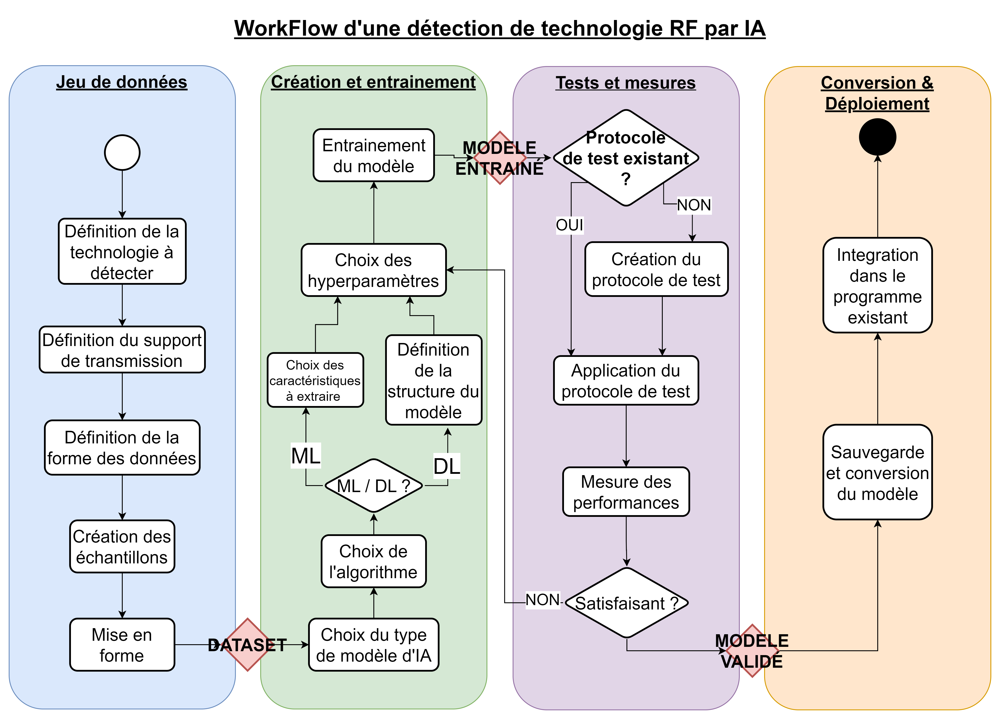 WorkFlow d'une détection de technologie RF par IA
Jeu de données
Définition de la
technologie à
détecter
Définition du support
de transmission
Définition de la
forme des données
Création des
échantillons
Mise en
forme
DATASET
Création et entrainement
Entrainement
du modèle
Choix des
hyperparamètres
Choix des
caractéristiques
à extraire
Définition
de la
structure du
modèle
ML
DL
ML / DL ?
Choix de
l'algorithme
Choix du type
de modèle d'IA
MODELE
ENTRAINÉ
Tests et mesures
Protocole
de test existant
?
OUI
NON
Création du
protocole de test
Application du
protocole de test
Mesure des
performances
NON
Satisfaisant ?
MODELE
VALIDÉ
Conversion &
Déploiement
Integration
dans le
programme
existant
Sauvegarde
et conversion
du modèle